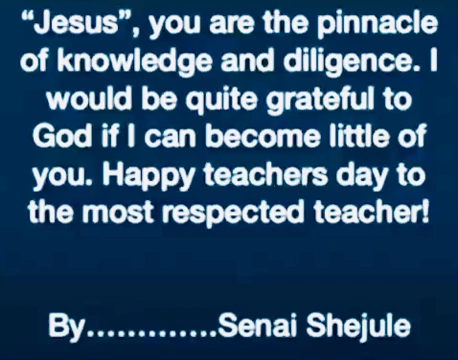 “Jesus”, you are the pinnacle
of knowledge and diligence. I
would be quite grateful to
God if I can become little of
you. Happy teachers day to
the most respected teacher!
By.............Senai Shejule